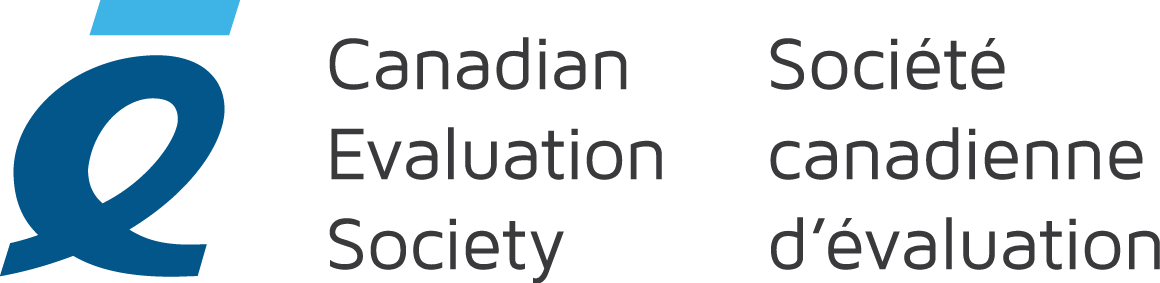 Canadian
Evaluation
Society
Société
canadienne
d’évaluation